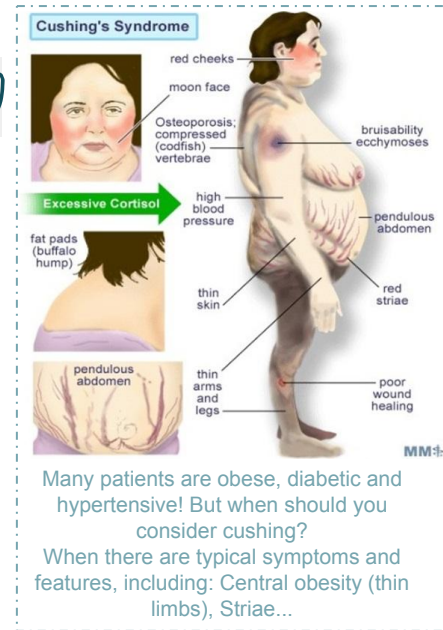 Cushing's Syndrome
red cheeks
moon face
Osteoporosis;
compressed
(codfish)
vertebrae
bruisability
ecchymoses
Excessive Cortisol
high
blood
pressure
pendulous
abdomen
fat pads
(buffalo
hump)
thin
skin
red
striae
pendulous
abdomen
thin
arms
and
legs
poor
wound
healing
MM
Many patients are obese, diabetic and
hypertensive! But when should you
consider cushing?
When there are typical symptoms and
features, including: Central obesity (thin
limbs), Striae...